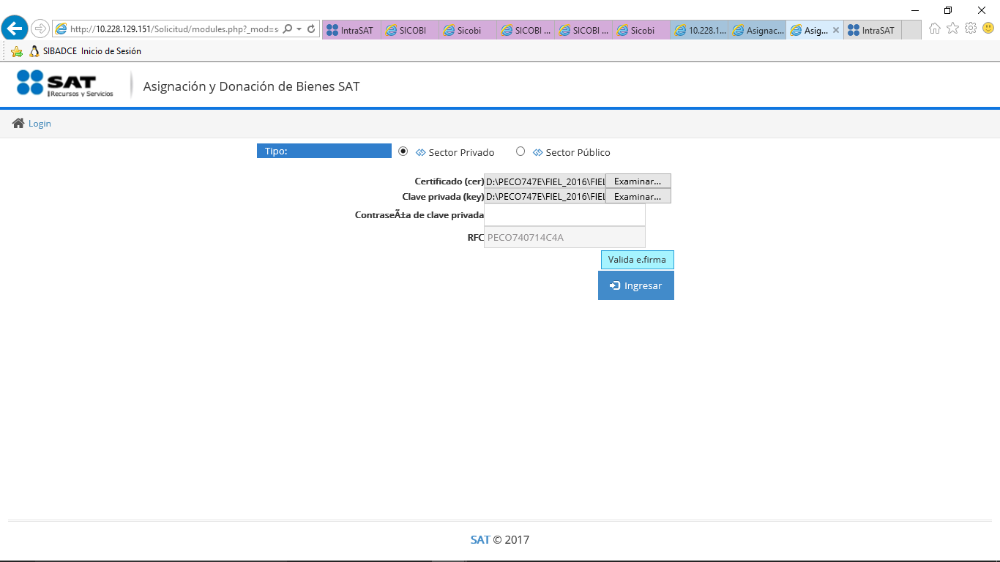 http://10.228.129.151/Solicitud/modules.php?_mod=s
IntraSAT
SICOBI
Sicobi
SICOBI ...
SICOBI ...
Sicobi
10.228.1...
Asignac...
Asig...
IntraSAT
SIBADCE Inicio de Sesión
SAT
Recursos y Servicios
Asignación y Donación de Bienes SAT
Login
Tipo:
Sector Privado
Sector Público
Certificado (cer) D:\PECO747E\FIEL_2016\FIEL Examinar...
Clave privada (key) D:\PECO747E\FIEL_2016\FIEL Examinar...
ContraseÃ±a de clave privada
RFC PECO740714C4A
Valida e.firma
Ingresar
SAT © 2017